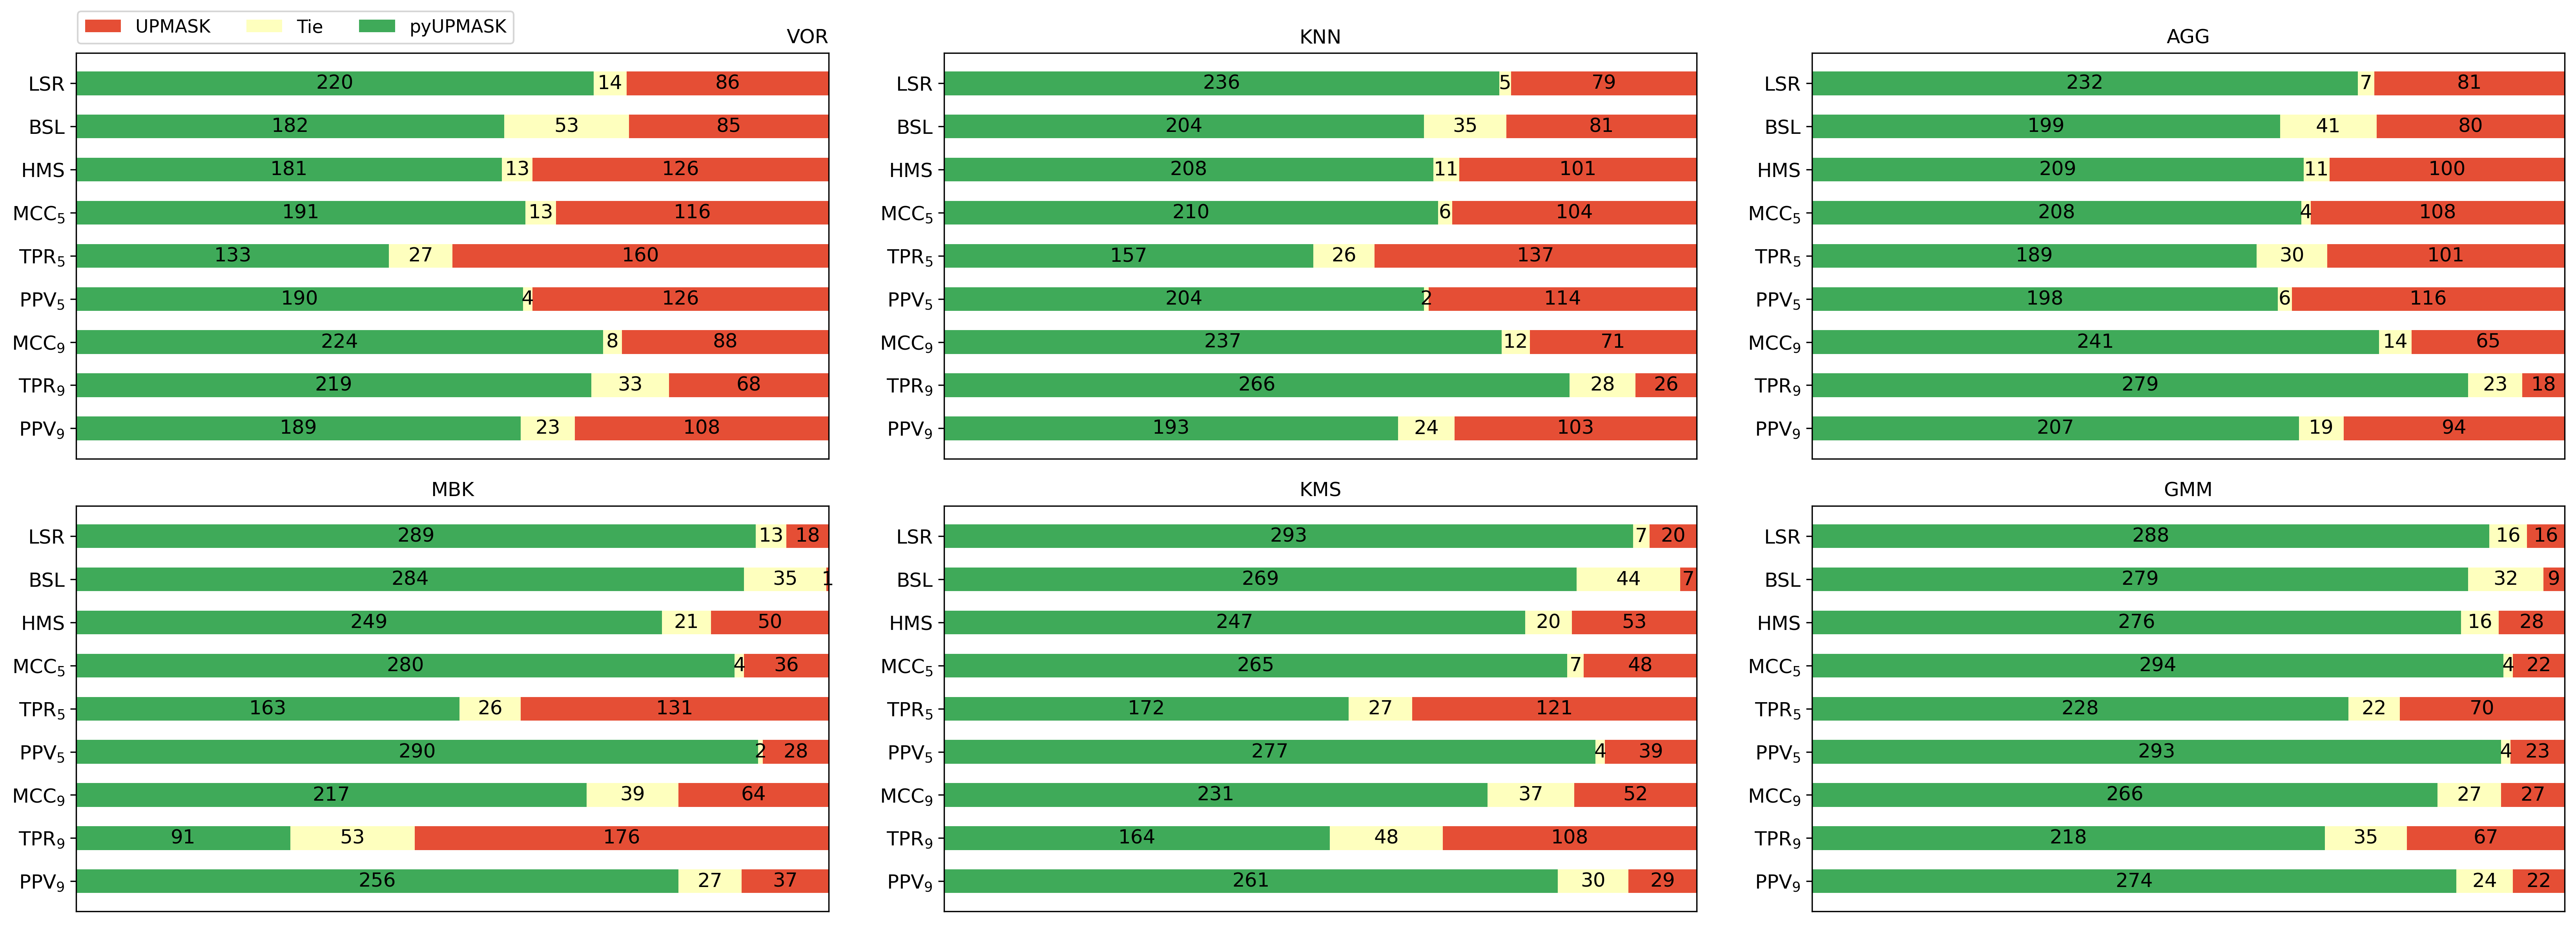 UPMASK Tie pyUPMASK
VOR
LSR 220 14 86
BSL 182 53 85
HMS 181 13 126
MCC₅ 191 13 116
TPR₅ 133 27 160
PPV₅ 190 4 126
MCC₉ 224 8 88
TPR₉ 219 33 68
PPV₉ 189 23 108
KNN
LSR 236 5 79
BSL 204 35 81
HMS 208 11 101
MCC₅ 210 6 104
TPR₅ 157 26 137
PPV₅ 204 2 114
MCC₉ 237 12 71
TPR₉ 266 28 26
PPV₉ 193 24 103
AGG
LSR 232 7 81
BSL 199 41 80
HMS 209 11 100
MCC₅ 208 4 108
TPR₅ 189 30 101
PPV₅ 198 6 116
MCC₉ 241 14 65
TPR₉ 279 23 18
PPV₉ 207 19 94
MBK
LSR 289 13 18
BSL 284 35 1
HMS 249 21 50
MCC₅ 280 4 36
TPR₅ 163 26 131
PPV₅ 290 2 28
MCC₉ 217 39 64
TPR₉ 91 53 176
PPV₉ 256 27 37
KMS
LSR 293 7 20
BSL 269 44 7
HMS 247 20 53
MCC₅ 265 7 48
TPR₅ 172 27 121
PPV₅ 277 4 39
MCC₉ 231 37 52
TPR₉ 164 48 108
PPV₉ 261 30 29
GMM
LSR 288 16 16
BSL 279 32 9
HMS 276 16 28
MCC₅ 294 4 22
TPR₅ 228 22 70
PPV₅ 293 4 23
MCC₉ 266 27 27
TPR₉ 218 35 67
PPV₉ 274 24 22